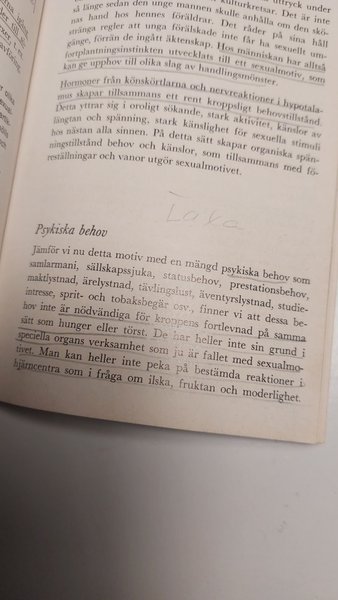 uttryck under
kulturkretsar. Det är inte
så länge sedan den unge mannen skulle anhålla om den skö-
nas hand hos hennes föräldrar. Det råder på sina håll
stränga regler att unga förälskade inte får ha sexuellt um-
gänge, förrän de ingått äktenskap. Hos människan har alltså
fortplantningsinstinkten utvecklats till ett sexualmotiv, som
kan ge upphov till olika slag av handlingsmönster.
Hormoner från könskörtlarna och nervreaktioner i hypotala-
mus skapar tillsammans ett rent kroppsligt behovstillstånd.
Detta yttrar sig i oroligt sökande, stark aktivitet, känslor av
längtan och spänning, stark känslighet för sexuella stimuli
hos nästan alla sinnen. På detta sätt skapar organiska spän-
ningstillstånd behov och känslor, som tillsammans med fö-
reställningar och vanor utgör sexualmotivet.
Psykiska behov
Jämför vi nu detta motiv med en mängd psykiska behov som
samlarmani, sällskapssjuka, statusbehov, prestationsbehov,
maktlystnad, ärelystnad, tävlingslust, äventyrslystnad, studie-
intresse, sprit- och tobaksbegär osv., finner vi att dessa be-
hov inte är nödvändiga för kroppens fortlevnad på samma
sätt som hunger eller törst. De har heller inte sin grund i
speciella organs verksamhet som ju är fallet med sexualmo-
tivet. Man kan heller inte peka på bestämda reaktioner i
hjärncentra som i fråga om ilska, fruktan och moderlighet.